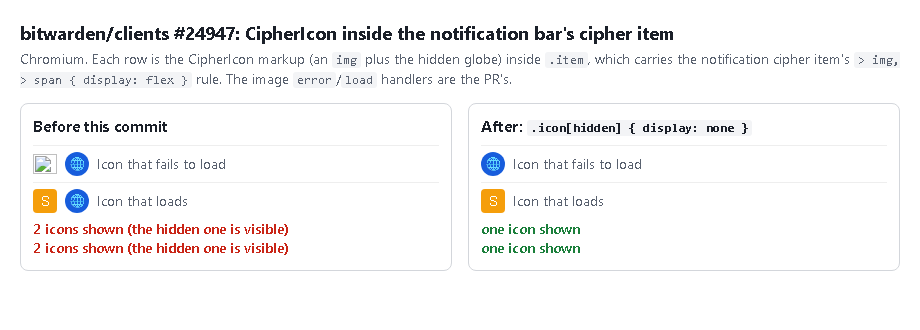 bitwarden/clients #24947: CipherIcon inside the notification bar's cipher item
Chromium. Each row is the CipherIcon markup (an img plus the hidden globe) inside .item, which carries the notification cipher item's > img,
> span { display: flex } rule. The image error/load handlers are the PR's.
Before this commit
Icon that fails to load
S Icon that loads
2 icons shown (the hidden one is visible)
2 icons shown (the hidden one is visible)
After: .icon[hidden] { display: none }
Icon that fails to load
S Icon that loads
one icon shown
one icon shown